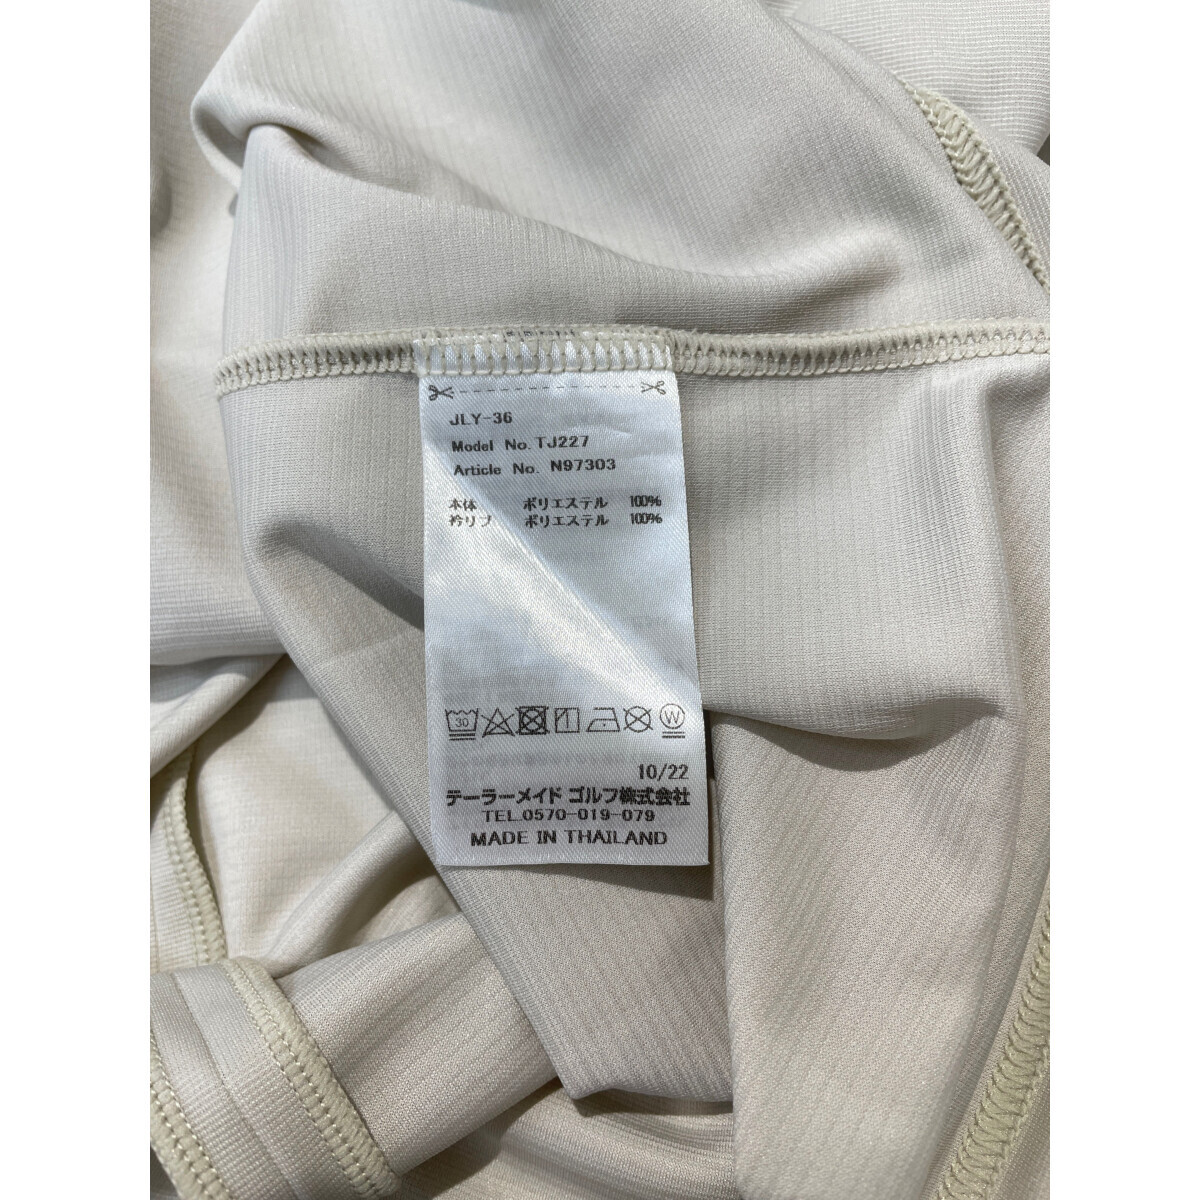 JLY-36
Model No. TJ227
Article No. N97303
本体 ポリエステル 100%
衿リブ ポリエステル 100%
30 W
10/22
テーラーメイド ゴルフ株式会社
TEL.0570-019-079
MADE IN THAILAND